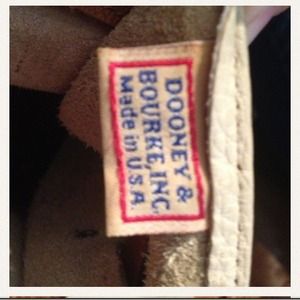 DOONEY &
BOURKE, INC.
Made in U.S.A.